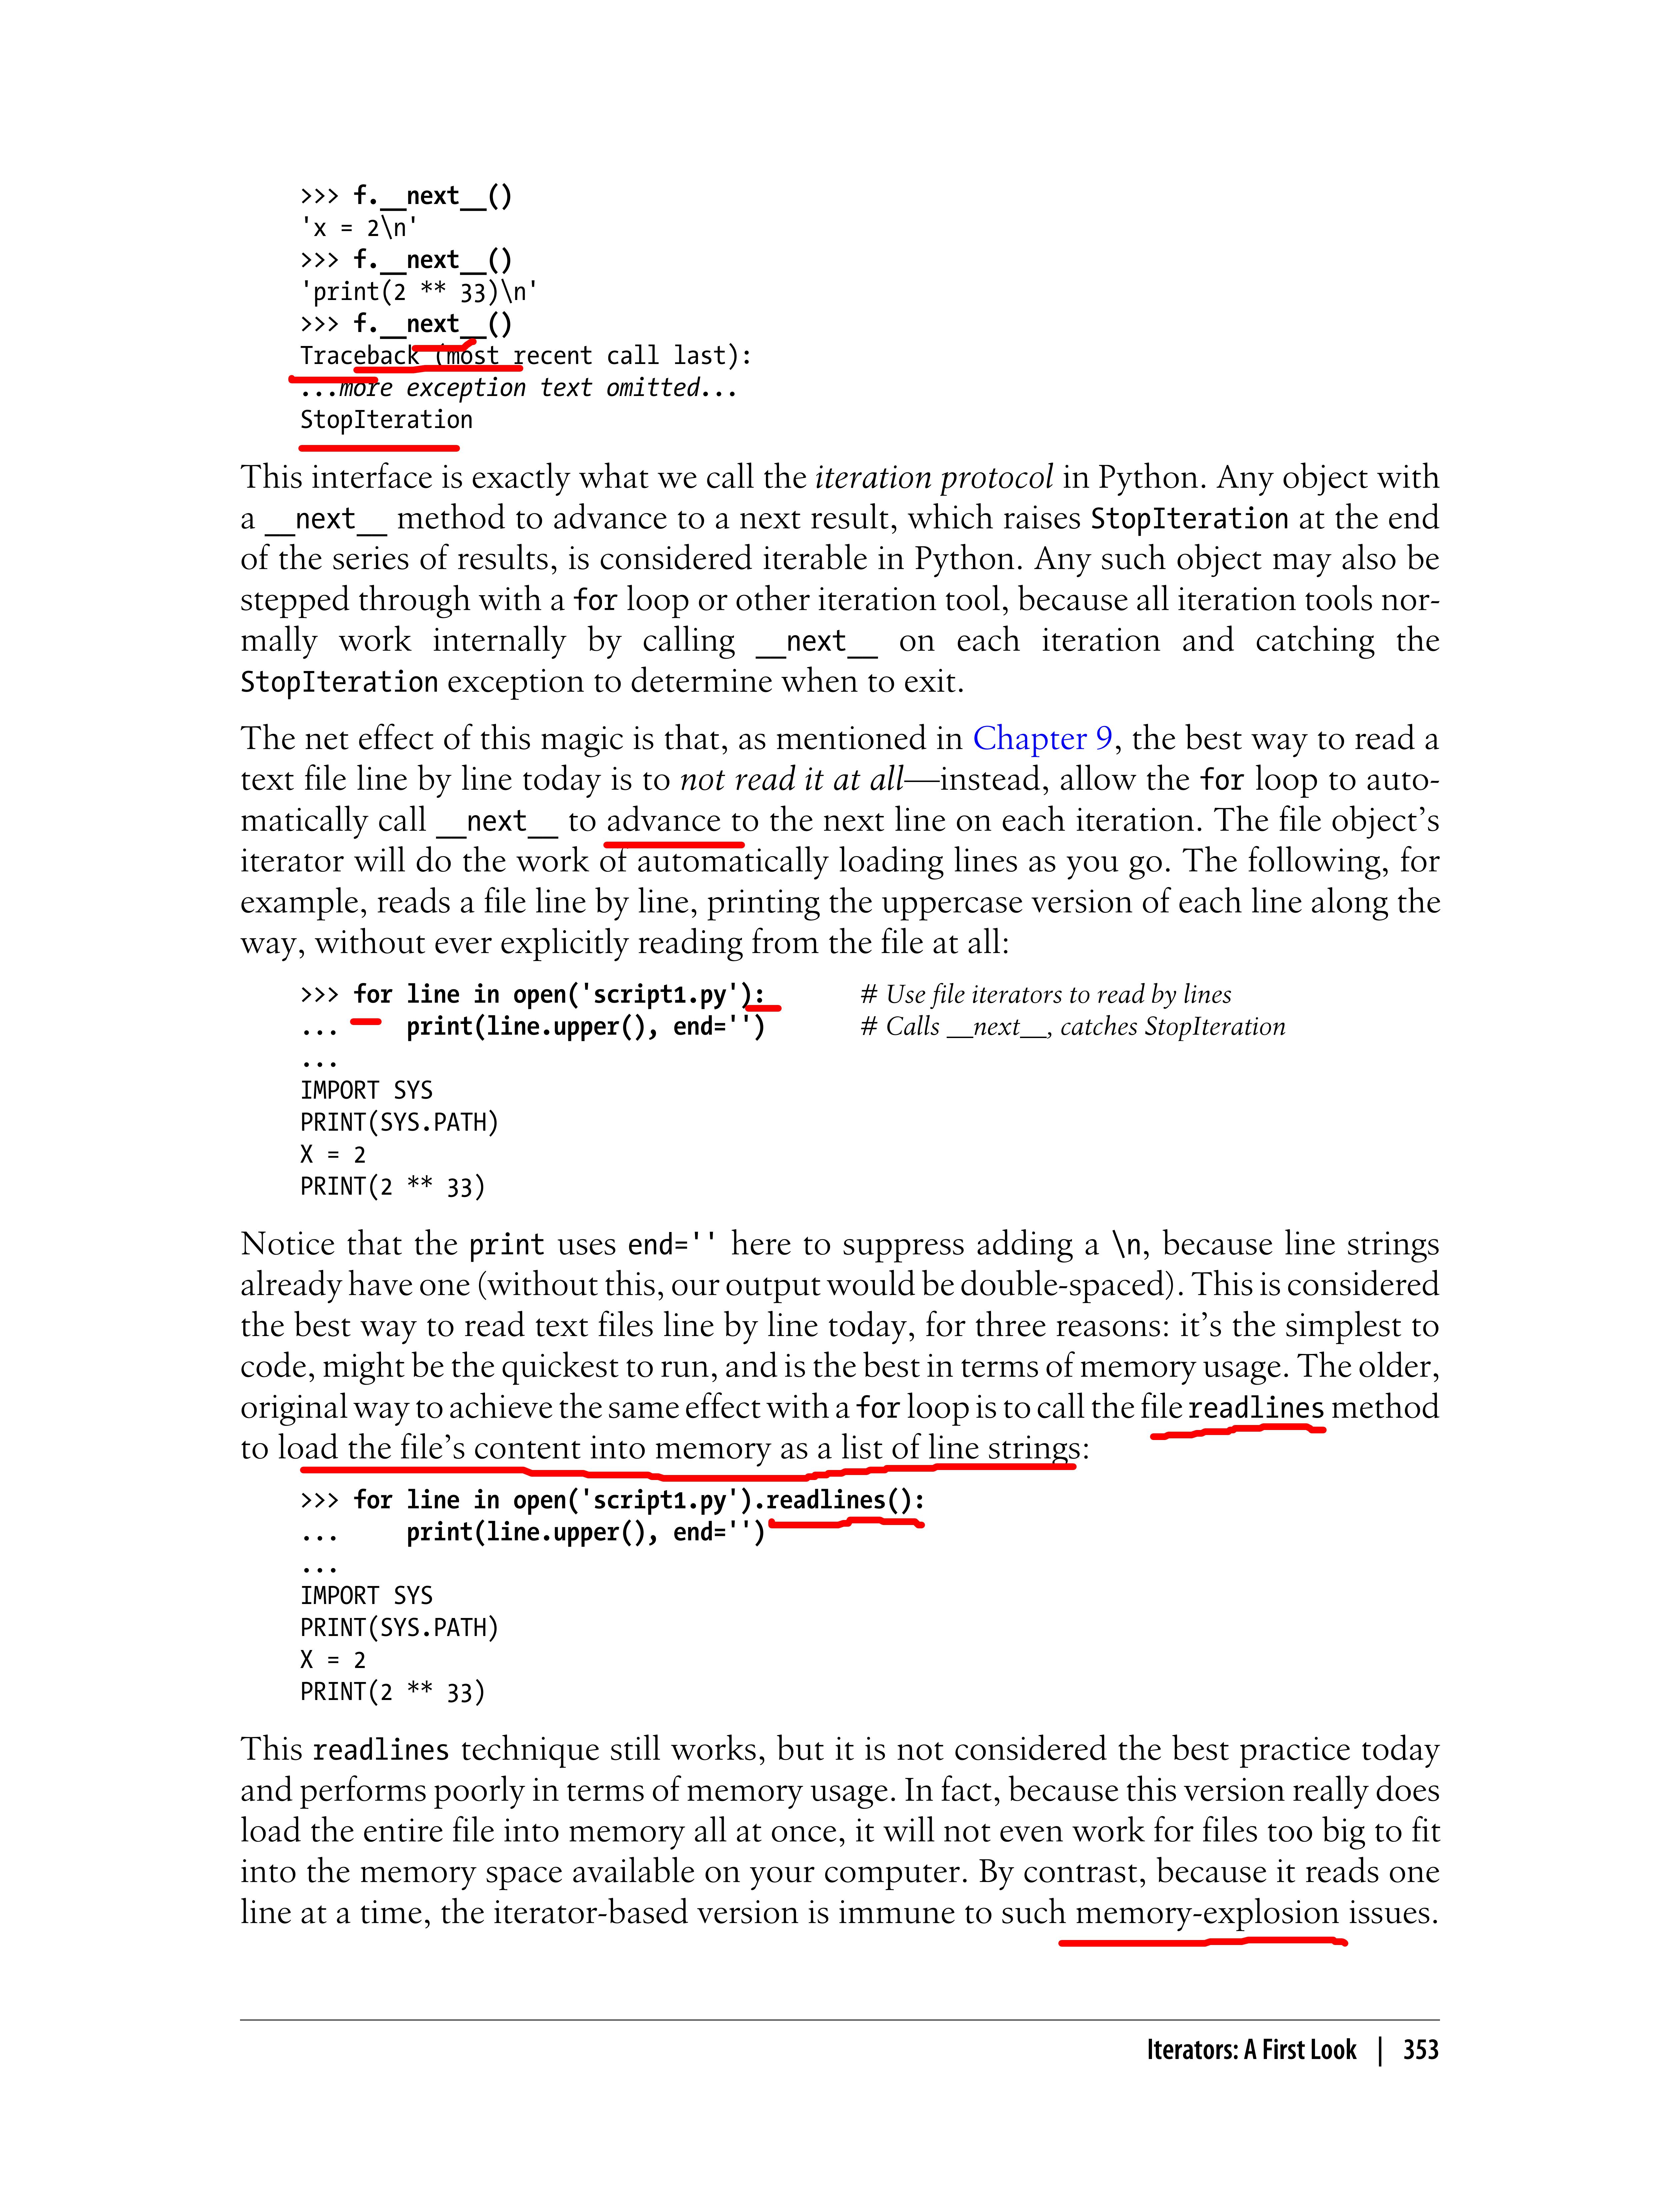 >>> f.__next__()
'x = 2\n'
>>> f.__next__()
'print(2 ** 33)\n'
>>> f.__next__()
Traceback (most recent call last):
...more exception text omitted...
StopIteration
This interface is exactly what we call the iteration protocol in Python. Any object with
a __next__ method to advance to a next result, which raises StopIteration at the end
of the series of results, is considered iterable in Python. Any such object may also be
stepped through with a for loop or other iteration tool, because all iteration tools nor-
mally work internally by calling __next__ on each iteration and catching the
StopIteration exception to determine when to exit.
The net effect of this magic is that, as mentioned in Chapter 9, the best way to read a
text file line by line today is to not read it at all—instead, allow the for loop to auto-
matically call __next__ to advance to the next line on each iteration. The file object’s
iterator will do the work of automatically loading lines as you go. The following, for
example, reads a file line by line, printing the uppercase version of each line along the
way, without ever explicitly reading from the file at all:
>>> for line in open('script1.py'): # Use file iterators to read by lines
... print(line.upper(), end='') # Calls __next__, catches StopIteration
...
IMPORT SYS
PRINT(SYS.PATH)
X = 2
PRINT(2 ** 33)
Notice that the print uses end='' here to suppress adding a \n, because line strings
already have one (without this, our output would be double-spaced). This is considered
the best way to read text files line by line today, for three reasons: it’s the simplest to
code, might be the quickest to run, and is the best in terms of memory usage. The older,
original way to achieve the same effect with a for loop is to call the file readlines method
to load the file’s content into memory as a list of line strings:
>>> for line in open('script1.py').readlines():
... print(line.upper(), end='')
...
IMPORT SYS
PRINT(SYS.PATH)
X = 2
PRINT(2 ** 33)
This readlines technique still works, but it is not considered the best practice today
and performs poorly in terms of memory usage. In fact, because this version really does
load the entire file into memory all at once, it will not even work for files too big to fit
into the memory space available on your computer. By contrast, because it reads one
line at a time, the iterator-based version is immune to such memory-explosion issues.
Iterators: A First Look | 353